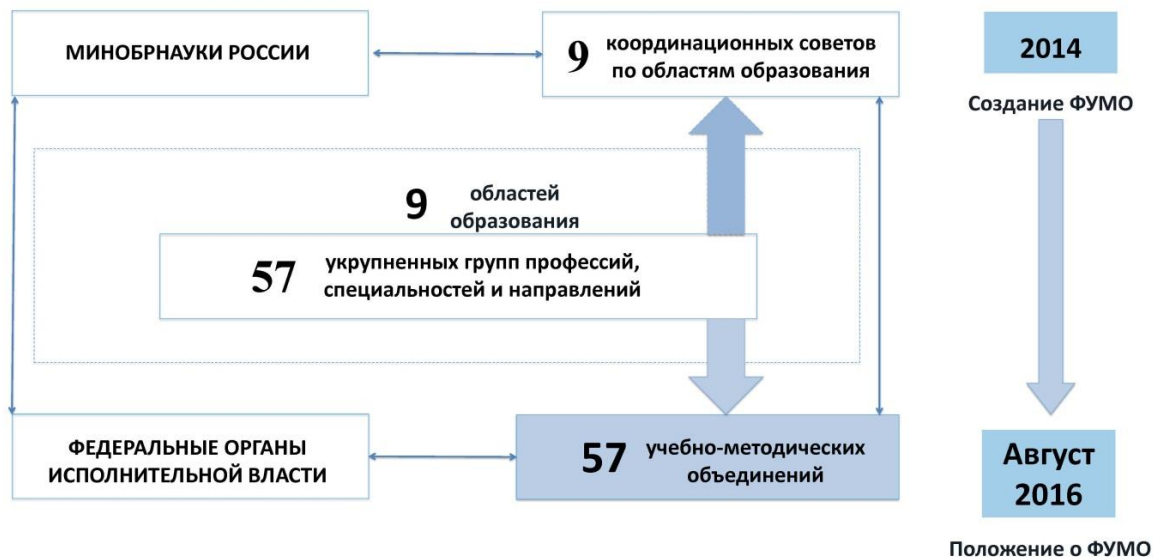 МИНОБРНАУКИ РОССИИ
9 координационных советов
по областям образования
2014
Создание ФУМО
9 областей
образования
57 укрупненных групп профессий,
специальностей и направлений
ФЕДЕРАЛЬНЫЕ ОРГАНЫ
ИСПОЛНИТЕЛЬНОЙ ВЛАСТИ
57 учебно-методических
объединений
Август
2016
Положение о ФУМО